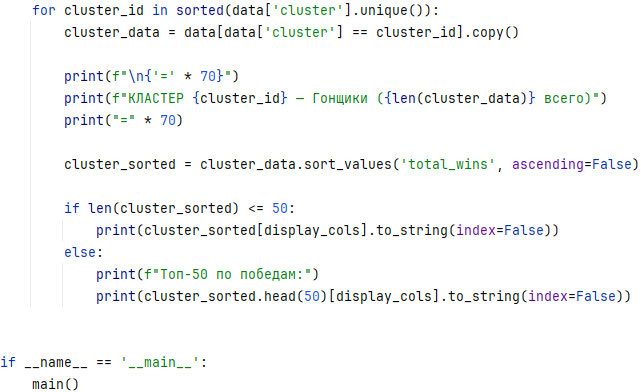 for cluster_id in sorted(data['cluster'].unique()):
    cluster_data = data[data['cluster'] == cluster_id].copy()

    print(f"\n{'=' * 70}")
    print(f"КЛАСТЕР {cluster_id} — Гонщики ({len(cluster_data)} всего)")
    print("=" * 70)

    cluster_sorted = cluster_data.sort_values('total_wins', ascending=False)

    if len(cluster_sorted) <= 50:
        print(cluster_sorted[display_cols].to_string(index=False))
    else:
        print(f"Топ-50 по победам:")
        print(cluster_sorted.head(50)[display_cols].to_string(index=False))

if __name__ == '__main__':
    main()